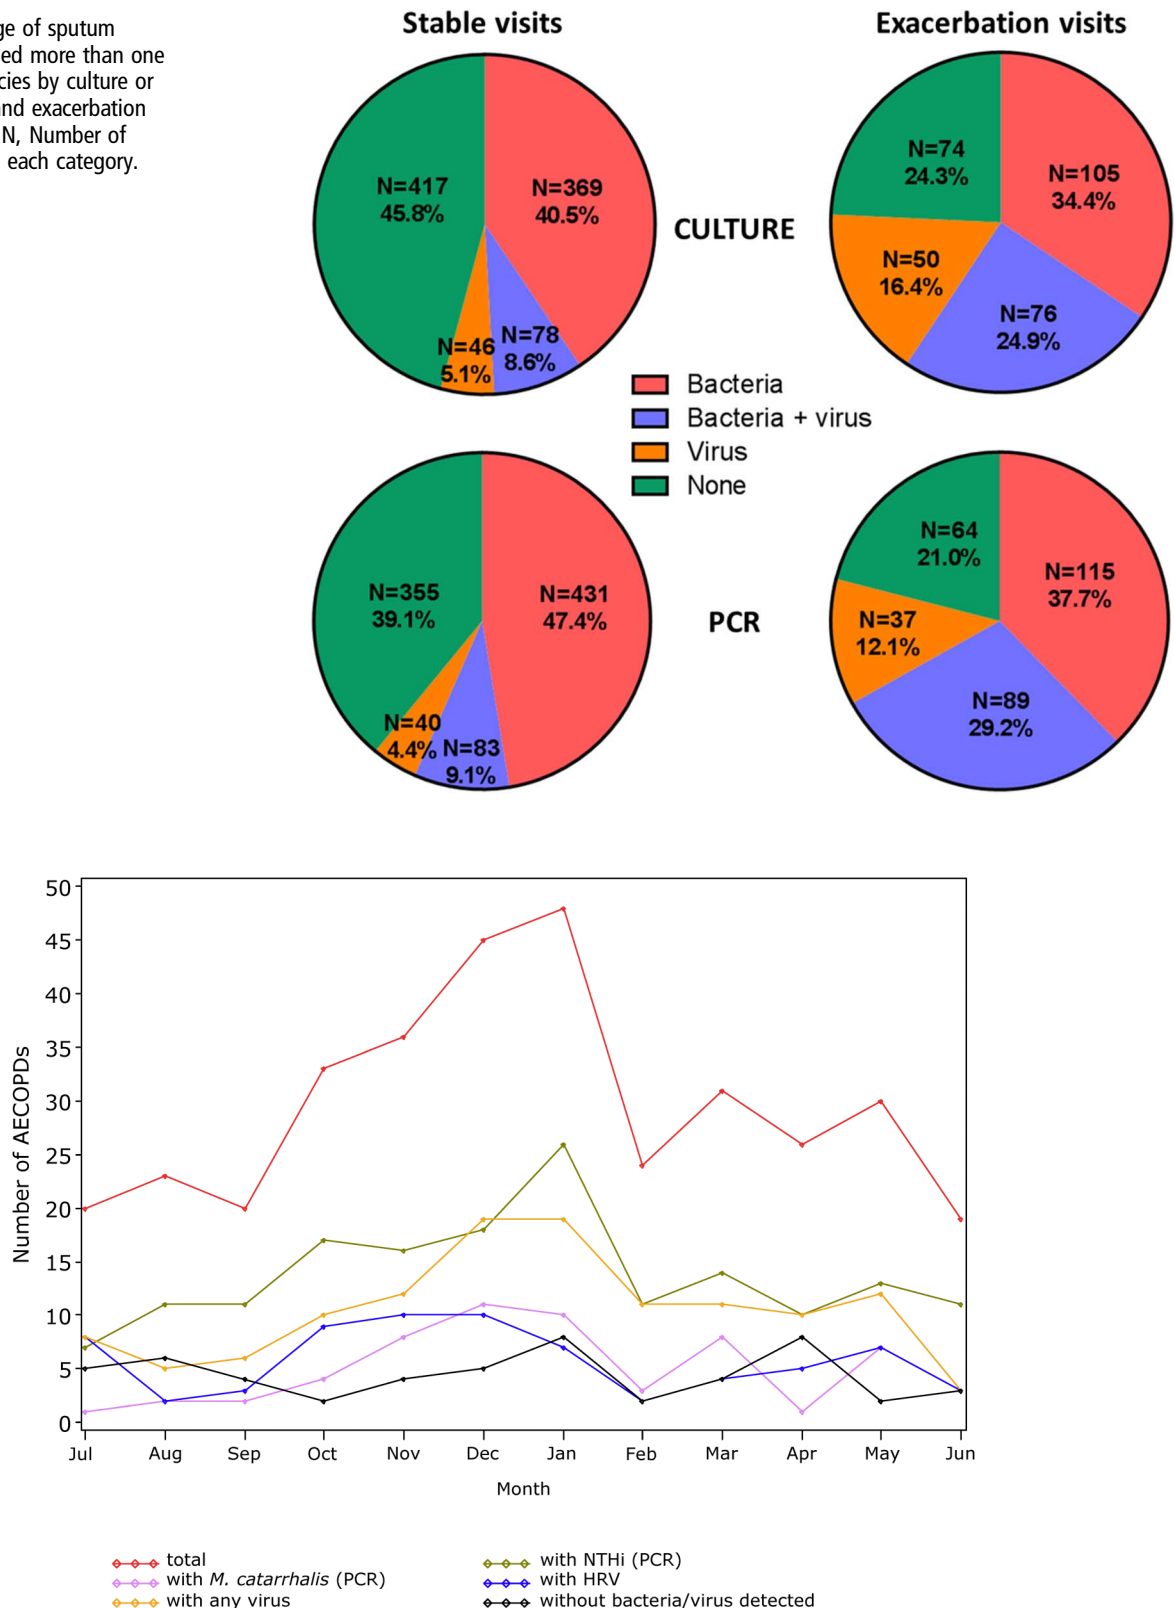 ge of sputum
ed more than one
cies by culture or
nd exacerbation
N, Number of
each category.
Stable visits
Exacerbation visits
N=417
45.8%
N=369
40.5%
N=46
5.1%
N=78
8.6%
CULTURE
N=74
24.3%
N=105
34.4%
N=50
16.4%
N=76
24.9%
Bacteria
Bacteria + virus
Virus
None
N=355
39.1%
N=431
47.4%
N=40
4.4%
N=83
9.1%
PCR
N=64
21.0%
N=115
37.7%
N=37
12.1%
N=89
29.2%
Number of AECOPDs
50
45
40
35
30
25
20
15
10
5
0
Jul Aug Sep Oct Nov Dec Jan Feb Mar Apr May Jun
Month
total
with M. catarrhalis (PCR)
with any virus
with NTHi (PCR)
with HRV
without bacteria/virus detected